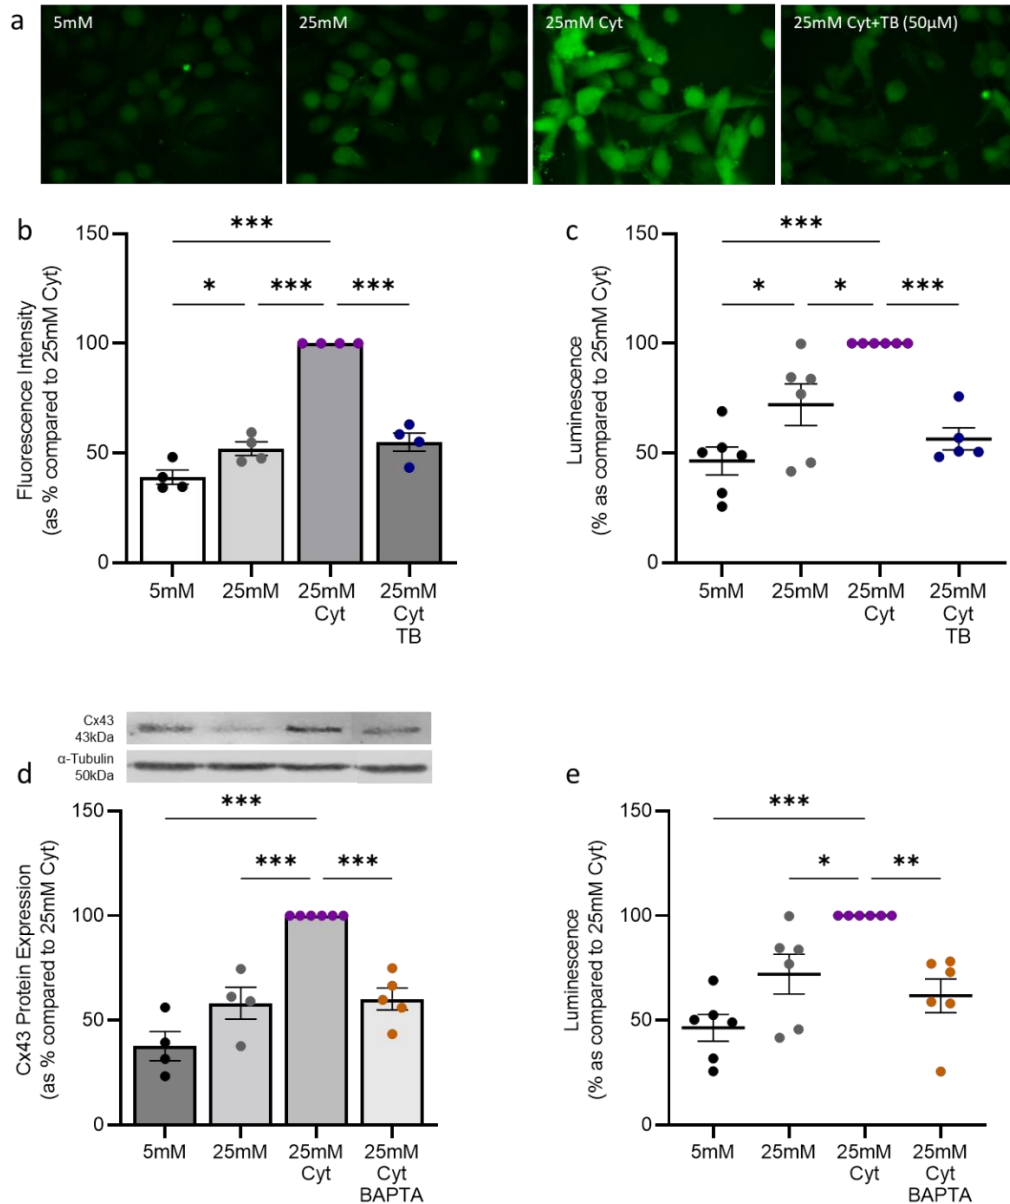 a
5mM
25mM
25mM Cyt
25mM Cyt+TB (50µM)
b
Fluorescence Intensity
(as % compared to 25mM Cyt)
150
100
50
0
***
*
***
***
5mM
25mM
25mM
Cyt
25mM
Cyt
TB
c
Luminescence
(% as compared to 25mM Cyt)
150
100
50
0
***
*
*
***
5mM
25mM
25mM
Cyt
25mM
Cyt
TB
Cx43
43kDa
α-Tubulin
50kDa
d
Cx43 Protein Expression
(as % compared to 25mM Cyt)
150
100
50
0
***
***
***
5mM
25mM
25mM
Cyt
25mM
Cyt
BAPTA
e
Luminescence
(% as compared to 25mM Cyt)
150
100
50
0
***
*
**
5mM
25mM
25mM
Cyt
25mM
Cyt
BAPTA